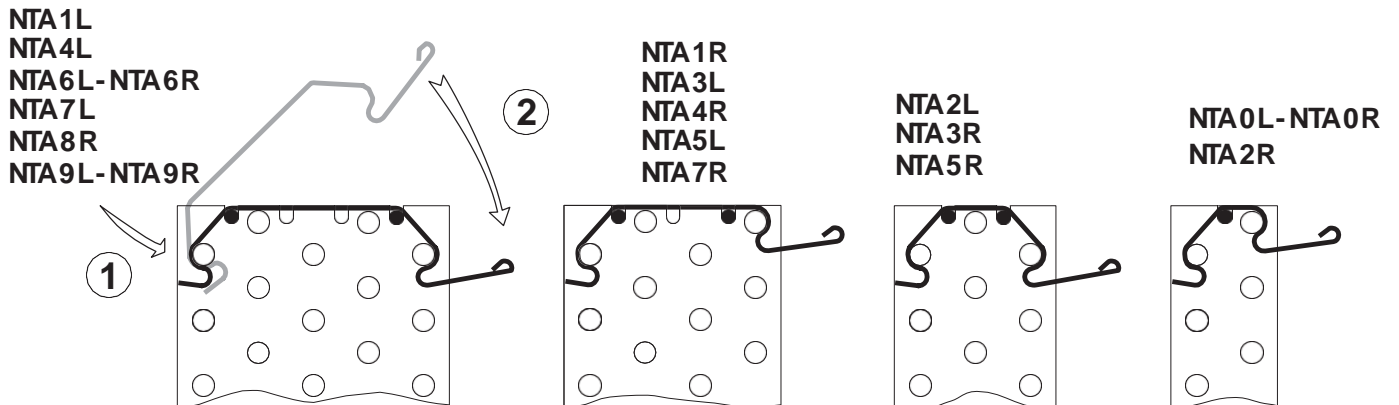 NTA1L
NTA4L
NTA6L-NTA6R
NTA7L
NTA8R
NTA9L-NTA9R
1
2
NTA1R
NTA3L
NTA4R
NTA5L
NTA7R
NTA2L
NTA3R
NTA5R
NTA0L-NTA0R
NTA2R